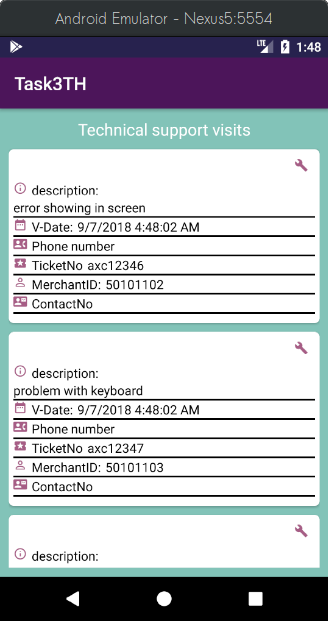 Android Emulator - Nexus5:5554
LTE 1:48
Task3TH
Technical support visits
description:
error showing in screen
V-Date: 9/7/2018 4:48:02 AM
Phone number
TicketNo axc12346
MerchantID: 50101102
ContactNo
description:
problem with keyboard
V-Date: 9/7/2018 4:48:02 AM
Phone number
TicketNo axc12347
MerchantID: 50101103
ContactNo
description: